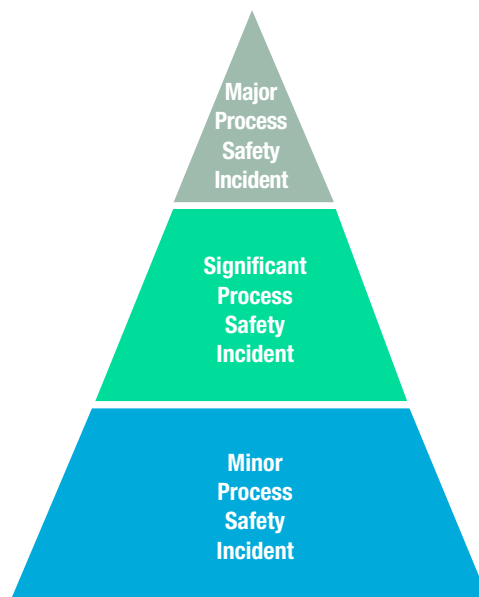 Major
Process
Safety
Incident
Significant
Process
Safety
Incident
Minor
Process
Safety
Incident